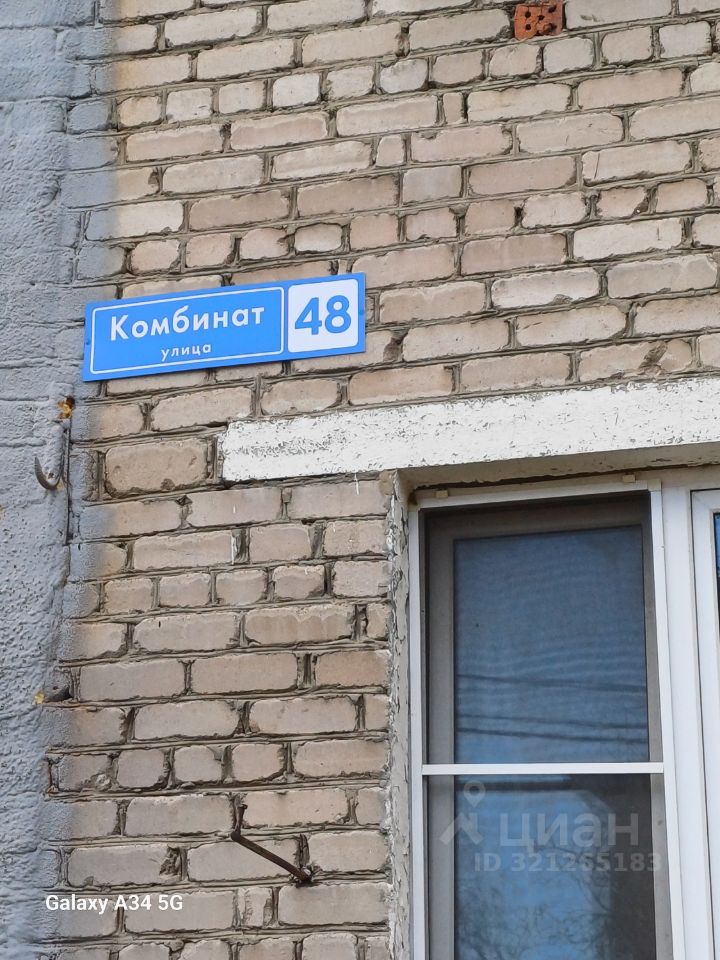 Комбинат
улица
48
циан
ID 321265183
Galaxy A34 5G